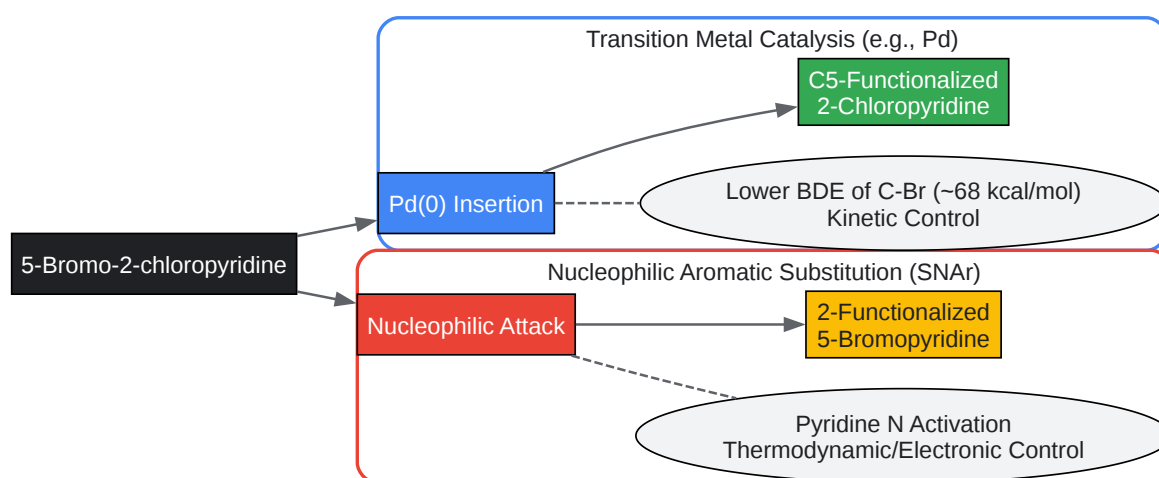 Transition Metal Catalysis (e.g., Pd)
C5-Functionalized
2-Chloropyridine
Pd(0) Insertion
Lower BDE of C-Br (~68 kcal/mol)
Kinetic Control
5-Bromo-2-chloropyridine
Nucleophilic Aromatic Substitution (SNAr)
Nucleophilic Attack
2-Functionalized
5-Bromopyridine
Pyridine N Activation
Thermodynamic/Electronic Control